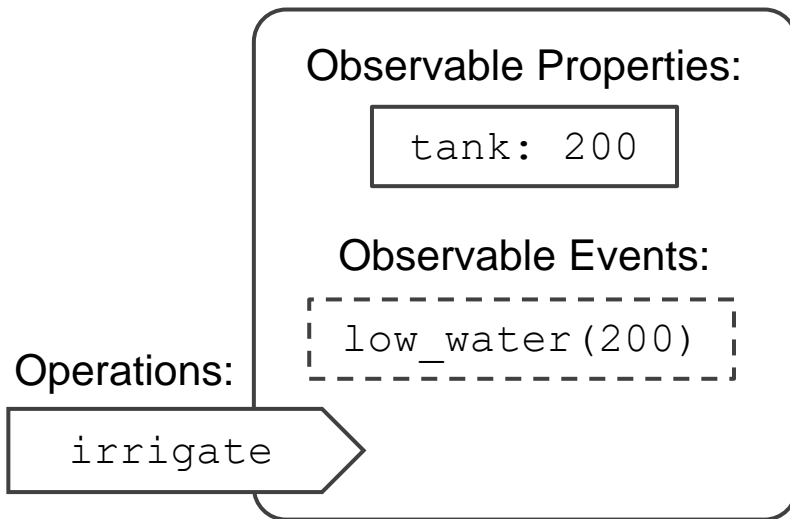 Observable Properties:
tank: 200
Observable Events:
low_water(200)
Operations:
irrigate